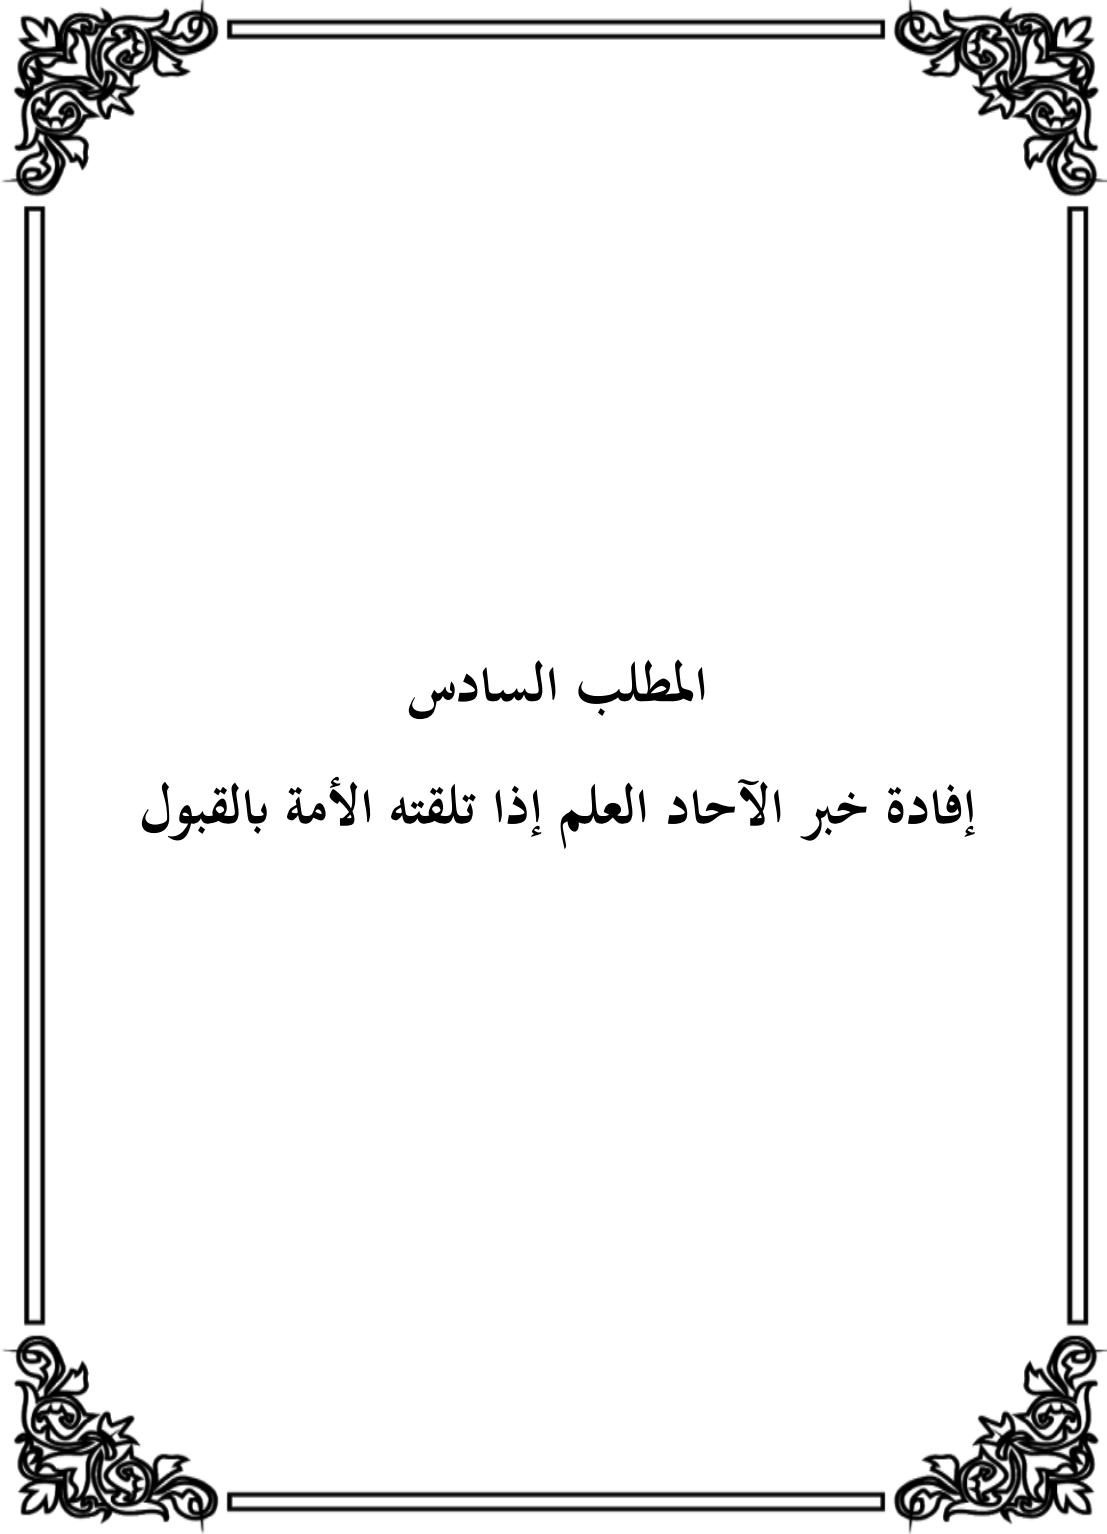 المطلب السادس
إفادة خبر الآحاد العلم إذا تلقته الأمة بالقبول